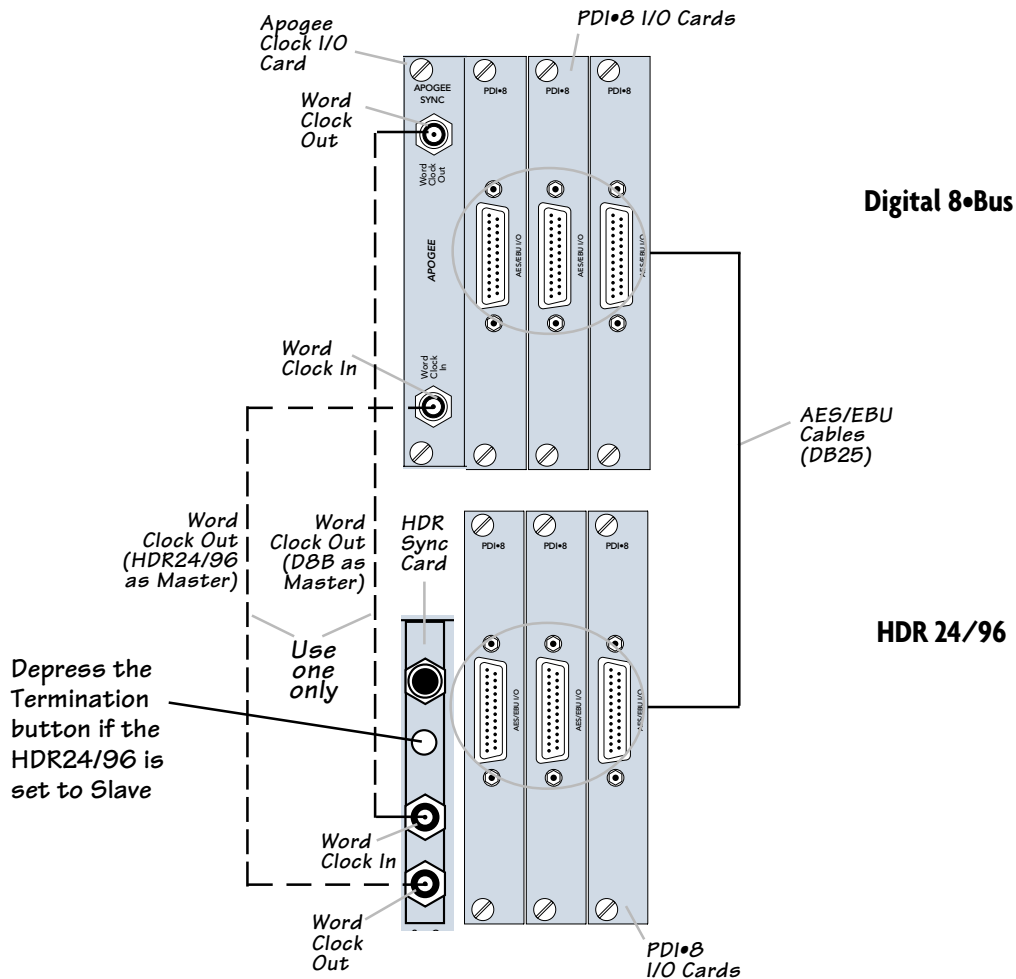 Apogee
Clock I/O
Card
PDI•8 I/O Cards
APOGEE
SYNC
PDI•8
PDI•8
PDI•8
Word
Clock
Out
Word
Clock
Out
Digital 8•Bus
APOGEE
AES/EBU I/O
AES/EBU I/O
AES/EBU I/O
Word
Clock In
Word
Clock
In
AES/EBU
Cables
(DB25)
Word
Clock Out
(HDR24/96
as Master)
Word
Clock Out
(D8B as
Master)
HDR
Sync
Card
PDI•8
PDI•8
PDI•8
Use
one
only
HDR 24/96
Depress the
Termination
button if the
HDR24/96 is
set to Slave
AES/EBU I/O
AES/EBU I/O
AES/EBU I/O
Word
Clock In
Word
Clock
Out
PDI•8
I/O Cards